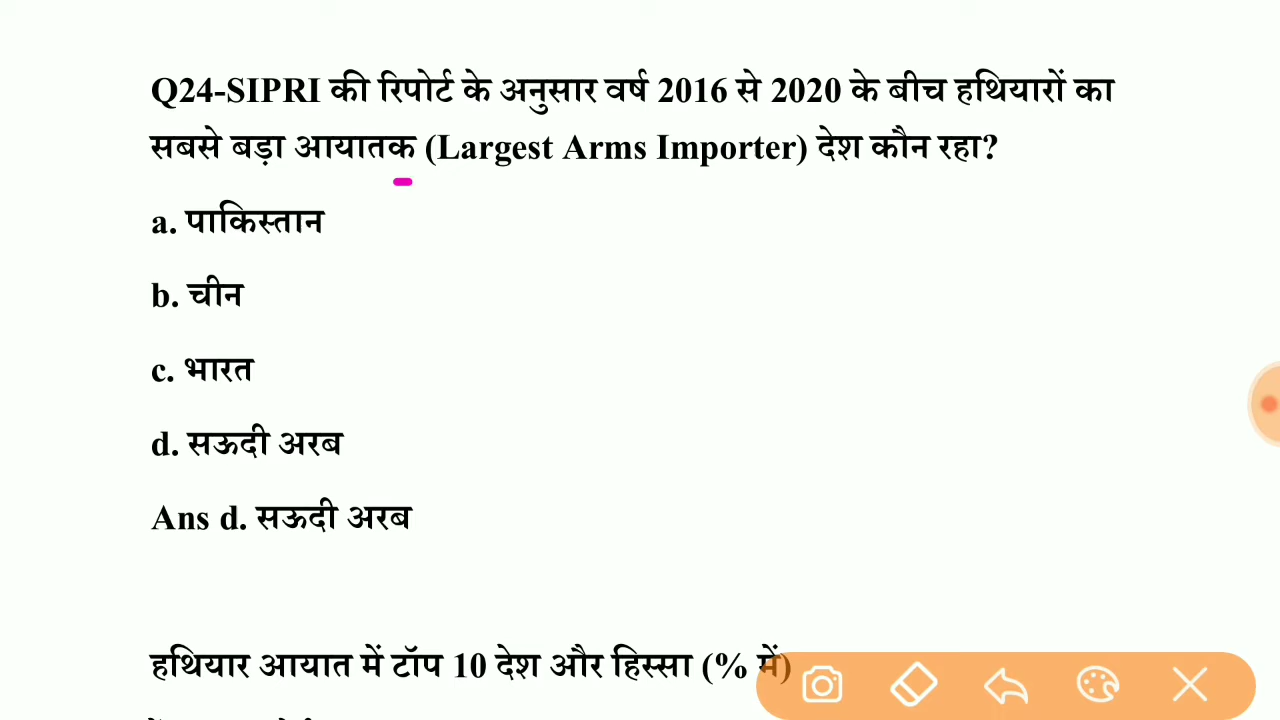 Q24-SIPRI की रिपोर्ट के अनुसार वर्ष 2016 से 2020 के बीच हथियारों का
सबसे बड़ा आयातक (Largest Arms Importer) देश कौन रहा?
a. पाकिस्तान
b. चीन
c. भारत
d. सऊदी अरब
Ans d. सऊदी अरब
हथियार आयात में टॉप 10 देश और हिस्सा (% में)